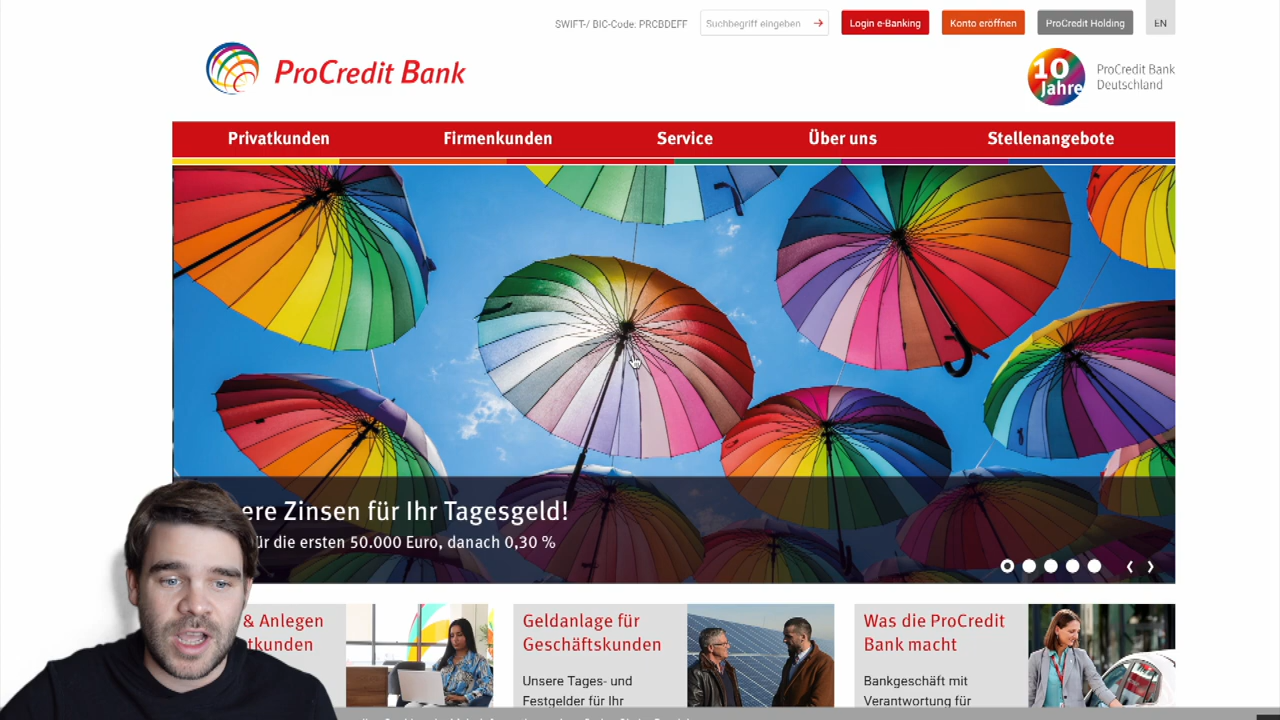 SWIFT-/ BIC-Code: PRCBDEFF
Suchbegriff eingeben
Login e-Banking
Konto eröffnen
ProCredit Holding
EN
ProCredit Bank
10 Jahre
ProCredit Bank
Deutschland
Privatkunden
Firmenkunden
Service
Über uns
Stellenangebote
Zinsen für Ihr Tagesgeld!
für die ersten 50.000 Euro, danach 0,30 %
& Anlegen
Geldanlage für
Geschäftskunden
Unsere Tages- und
Festgelder für Ihr
Was die ProCredit
Bank macht
Bankgeschäft mit
Verantwortung für